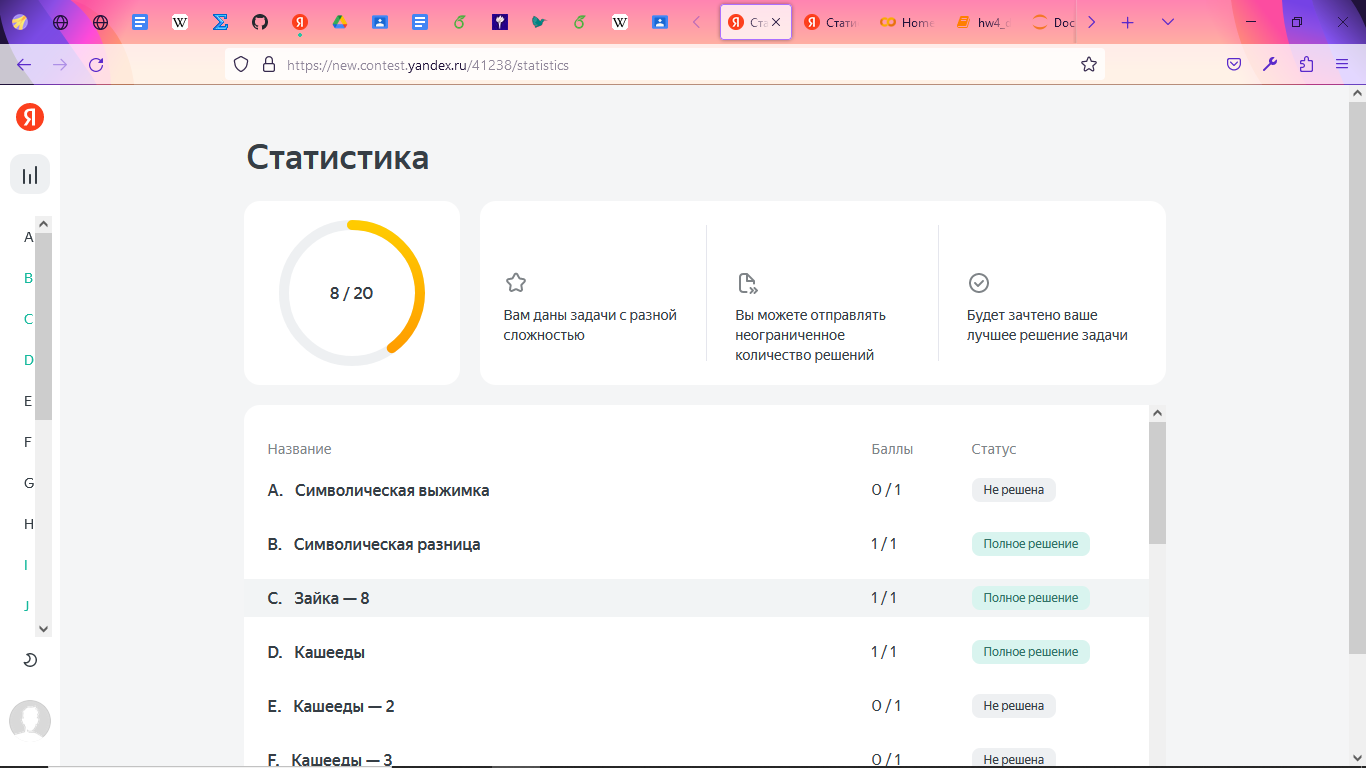 Ста
Стати
Home
hw4_
Doc
https://new.contest.yandex.ru/41238/statistics
Я
Статистика
A
B
C
D
E
F
G
H
I
J
8 / 20
Вам даны задачи с разной
сложностью
Вы можете отправлять
неограниченное
количество решений
Будет зачтено ваше
лучшее решение задачи
Название Баллы Статус
A. Символическая выжимка 0 / 1 Не решена
B. Символическая разница 1 / 1 Полное решение
C. Зайка — 8 1 / 1 Полное решение
D. Кашееды 1 / 1 Полное решение
E. Кашееды — 2 0 / 1 Не решена
F. Кашееды — 3 0 / 1 Не решена